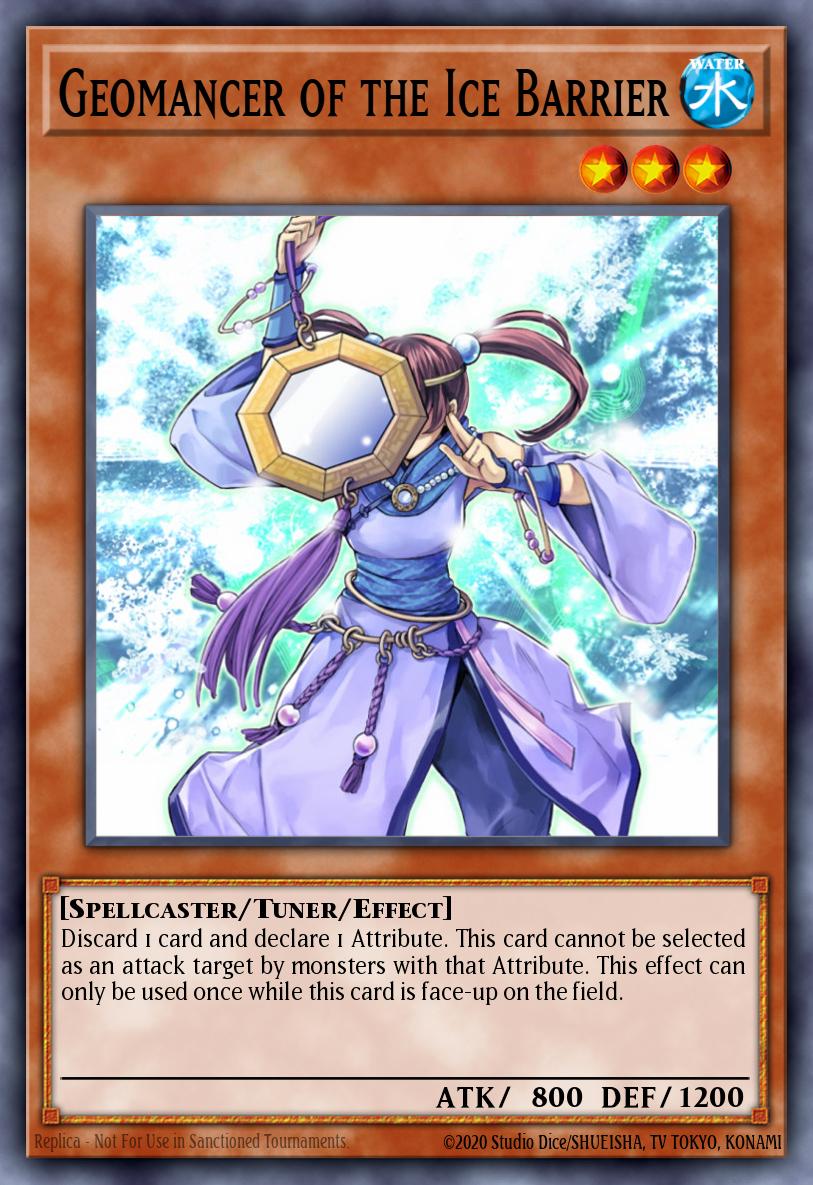 Geomancer of the Ice Barrier
WATER
水
[Spellcaster/Tuner/Effect]
Discard 1 card and declare 1 Attribute. This card cannot be selected
as an attack target by monsters with that Attribute. This effect can
only be used once while this card is face-up on the field.
ATK/ 800 DEF/1200
Replica - Not For Use in Sanctioned Tournaments.
©2020 Studio Dice/SHUEISHA, TV TOKYO, KONAMI